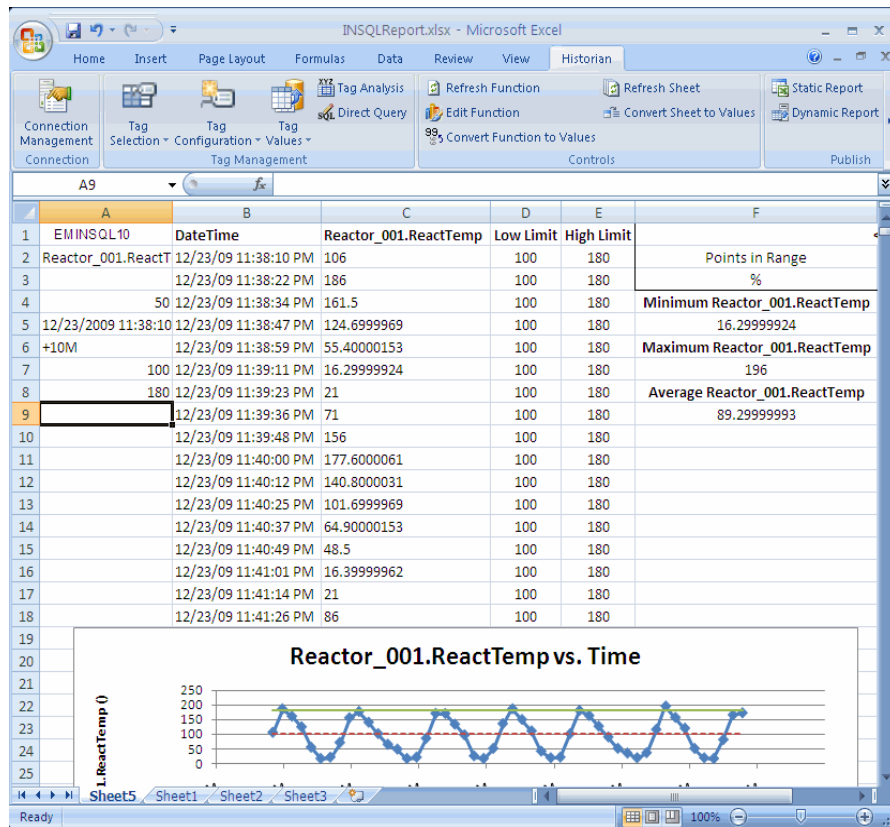 INSQLReport.xlsx - Microsoft Excel
Home Insert Page Layout Formulas Data Review View Historian
Connection Management
Tag Selection
Tag Configuration
Tag Values
XYZ Tag Analysis
SQL Direct Query
Refresh Function
Edit Function
Convert Function to Values
Refresh Sheet
Convert Sheet to Values
Static Report
Dynamic Report
Connection Tag Management Controls Publish
A9 fx
A B C D E F
1 EMINSQL10 DateTime Reactor_001.ReactTemp Low Limit High Limit
2 Reactor_001.ReactT 12/23/09 11:38:10 PM 106 100 180 Points in Range
3 12/23/09 11:38:22 PM 186 100 180 %
4 50 12/23/09 11:38:34 PM 161.5 100 180 Minimum Reactor_001.ReactTemp
5 12/23/2009 11:38:10 12/23/09 11:38:47 PM 124.6999969 100 180 16.29999924
6 +10M 12/23/09 11:38:59 PM 55.40000153 100 180 Maximum Reactor_001.ReactTemp
7 100 12/23/09 11:39:11 PM 16.29999924 100 180 196
8 180 12/23/09 11:39:23 PM 21 100 180 Average Reactor_001.ReactTemp
9 12/23/09 11:39:36 PM 71 100 180 89.29999993
10 12/23/09 11:39:48 PM 156 100 180
11 12/23/09 11:40:00 PM 177.6000061 100 180
12 12/23/09 11:40:12 PM 140.8000031 100 180
13 12/23/09 11:40:25 PM 101.6999969 100 180
14 12/23/09 11:40:37 PM 64.90000153 100 180
15 12/23/09 11:40:49 PM 48.5 100 180
16 12/23/09 11:41:01 PM 16.39999962 100 180
17 12/23/09 11:41:14 PM 21 100 180
18 12/23/09 11:41:26 PM 86 100 180
19
20
21
22
23
24
25
Reactor_001.ReactTemp vs. Time
1.ReactTemp ()
250
200
150
100
50
0
Sheet5 Sheet1 Sheet2 Sheet3
Ready 100%